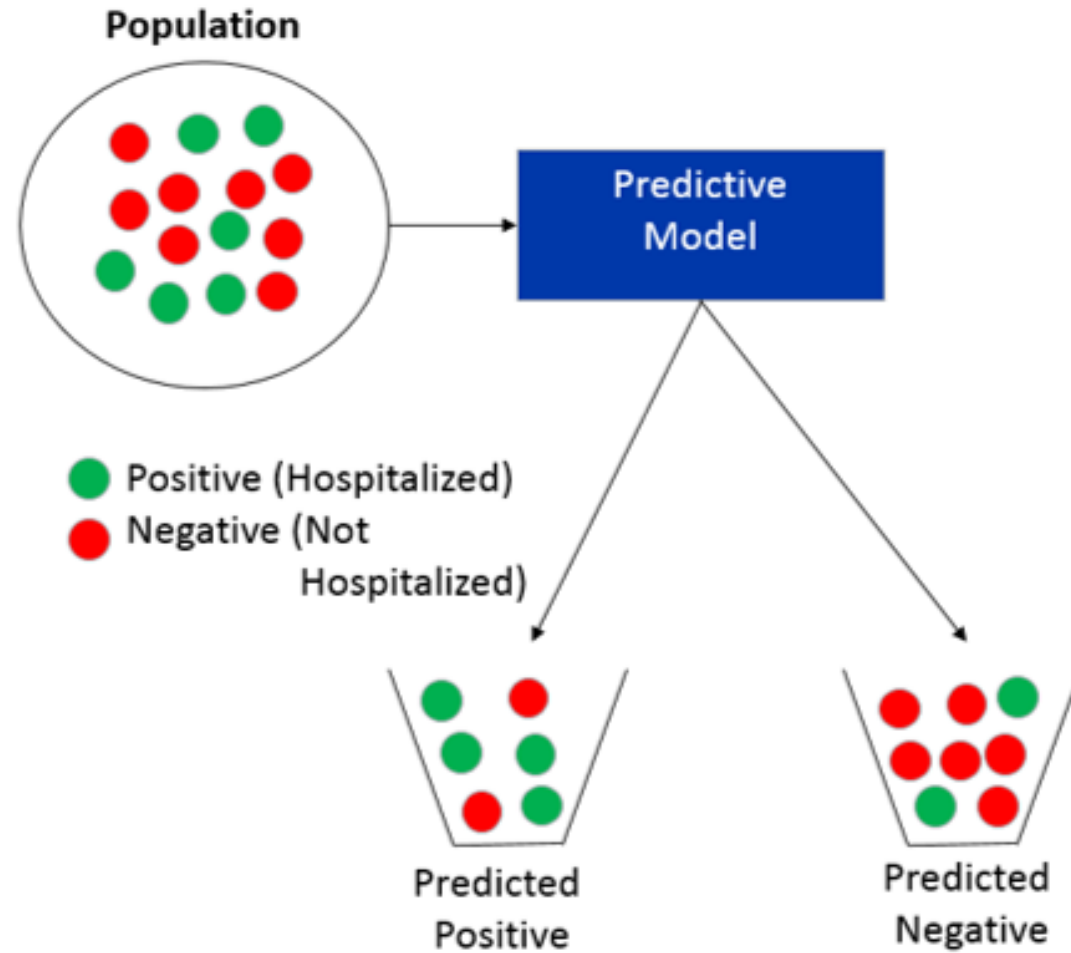 Population
Predictive
Model
Positive (Hospitalized)
Negative (Not
Hospitalized)
Predicted
Positive
Predicted
Negative